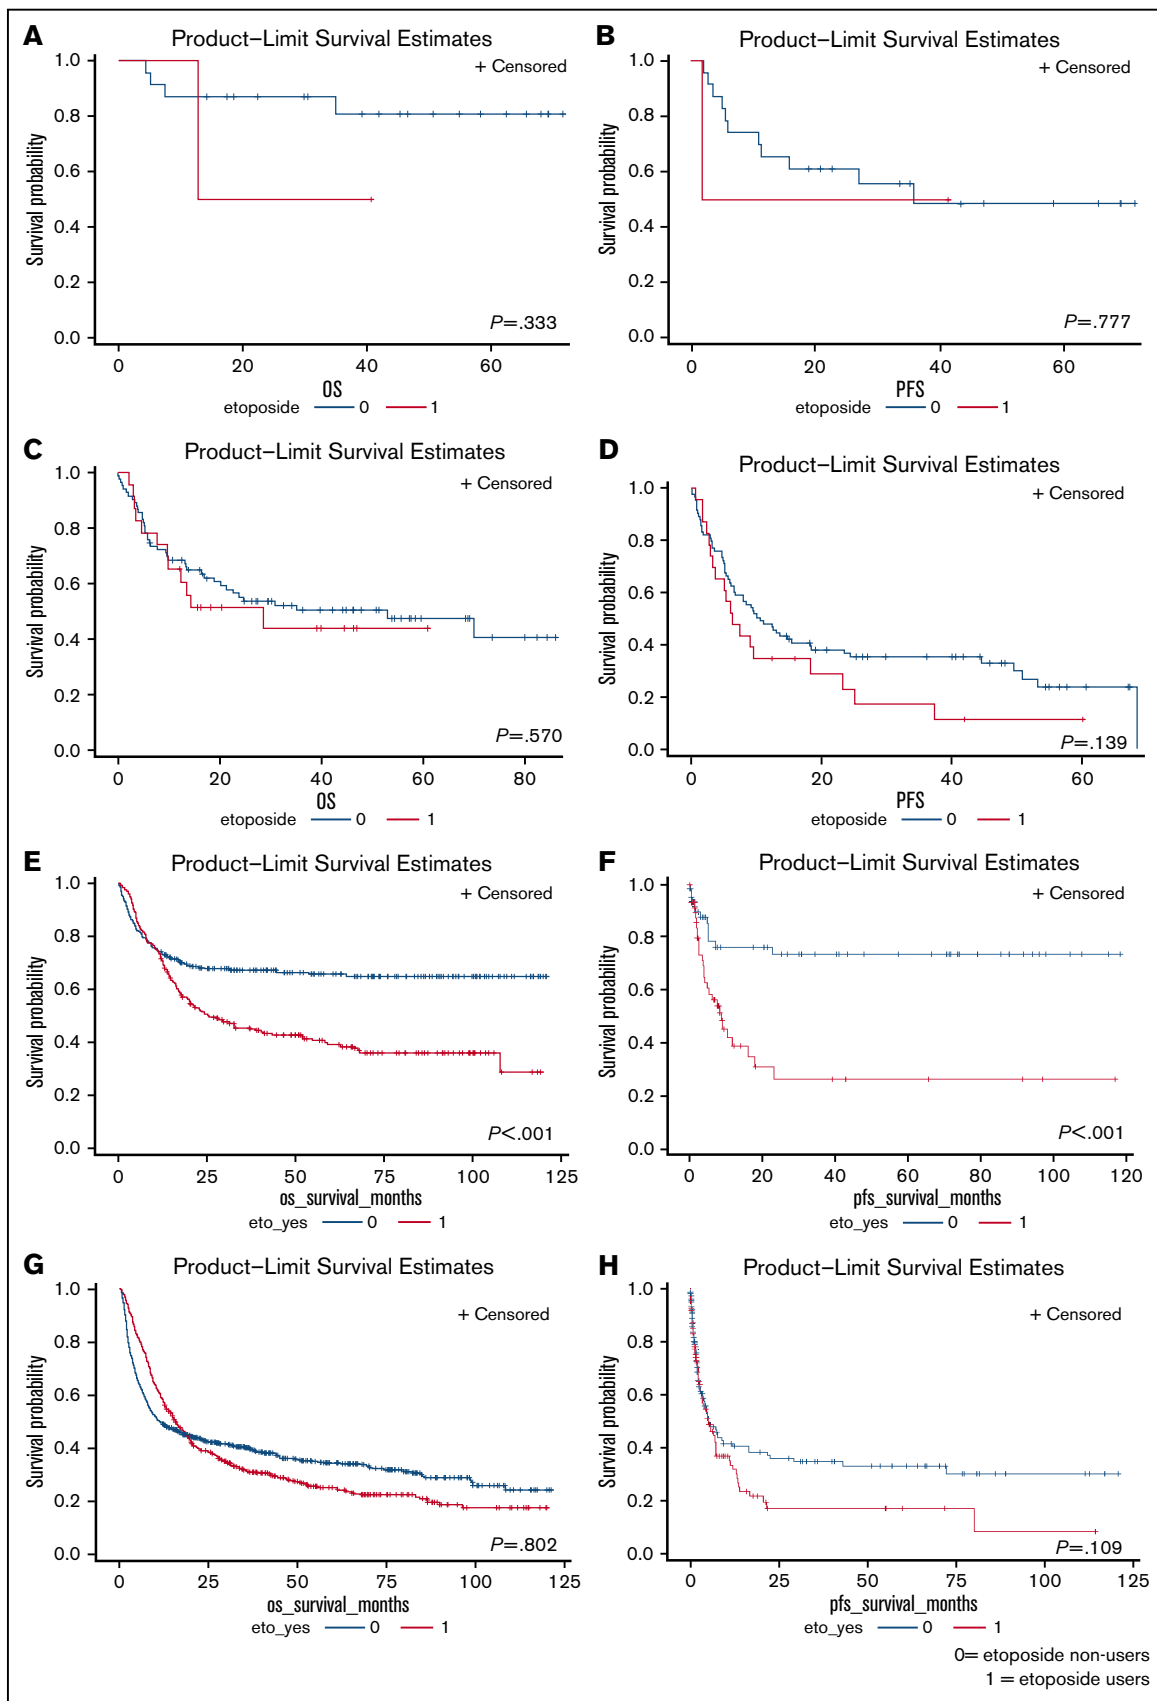 A
Product–Limit Survival Estimates
+ Censored
Survival probability
1.0
0.8
0.6
0.4
0.2
0.0
P=.333
0 20 40 60
OS
etoposide 0 1
B
Product–Limit Survival Estimates
+ Censored
Survival probability
1.0
0.8
0.6
0.4
0.2
0.0
P=.777
0 20 40 60
PFS
etoposide 0 1
C
Product–Limit Survival Estimates
+ Censored
Survival probability
1.0
0.8
0.6
0.4
0.2
0.0
P=.570
0 20 40 60 80
OS
etoposide 0 1
D
Product–Limit Survival Estimates
+ Censored
Survival probability
1.0
0.8
0.6
0.4
0.2
0.0
P=.139
0 20 40 60
PFS
etoposide 0 1
E
Product–Limit Survival Estimates
+ Censored
Survival probability
1.0
0.8
0.6
0.4
0.2
0.0
P<.001
0 25 50 75 100 125
os_survival_months
eto_yes 0 1
F
Product–Limit Survival Estimates
+ Censored
Survival probability
1.0
0.8
0.6
0.4
0.2
0.0
P<.001
0 20 40 60 80 100 120
pfs_survival_months
eto_yes 0 1
G
Product–Limit Survival Estimates
+ Censored
Survival probability
1.0
0.8
0.6
0.4
0.2
0.0
P=.802
0 25 50 75 100 125
os_survival_months
eto_yes 0 1
H
Product–Limit Survival Estimates
+ Censored
Survival probability
1.0
0.8
0.6
0.4
0.2
0.0
P=.109
0 25 50 75 100 125
pfs_survival_months
eto_yes 0 1
0= etoposide non-users
1 = etoposide users